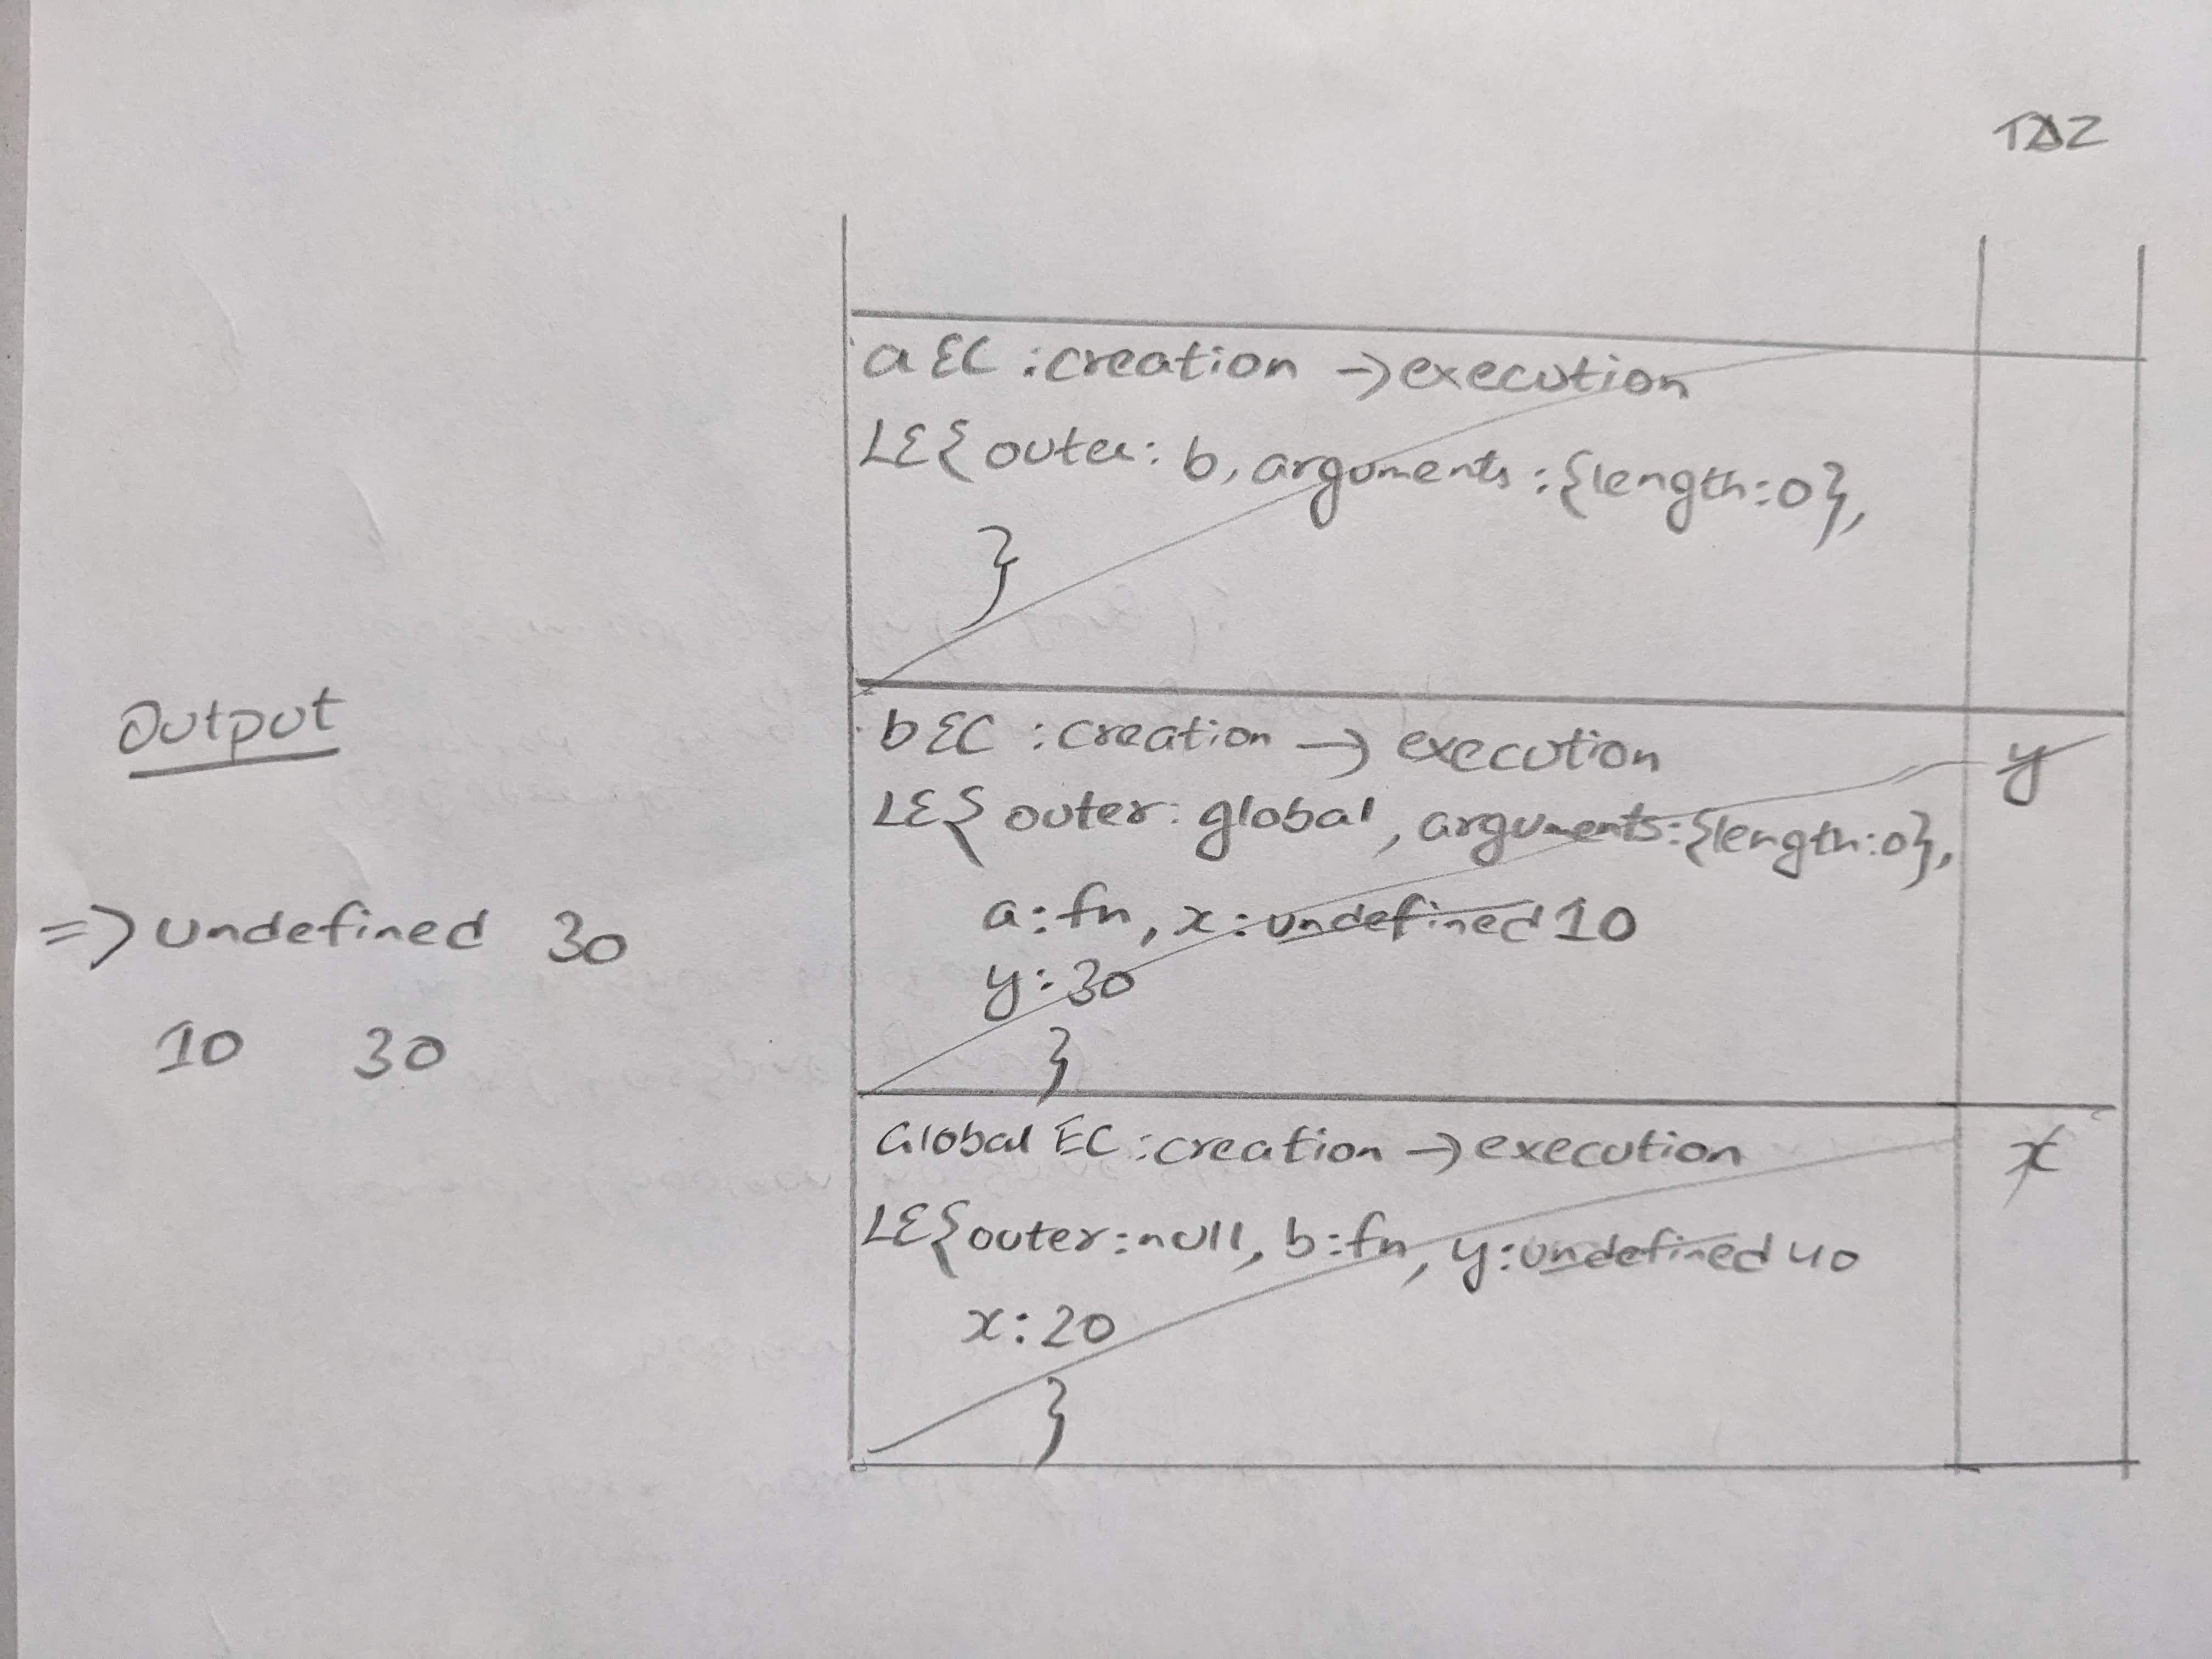 TDZ
a EC : creation → execution
LE{ outer: b, arguments:{length:0},
}
b EC : creation → execution y
LE{ outer: global, arguments:{length:0},
a: fn, x: undefined 10
y: 30
}
Global EC : creation → execution x
LE{ outer: null, b: fn, y: undefined 40
x: 20
}
Output
=> undefined 30
10 30